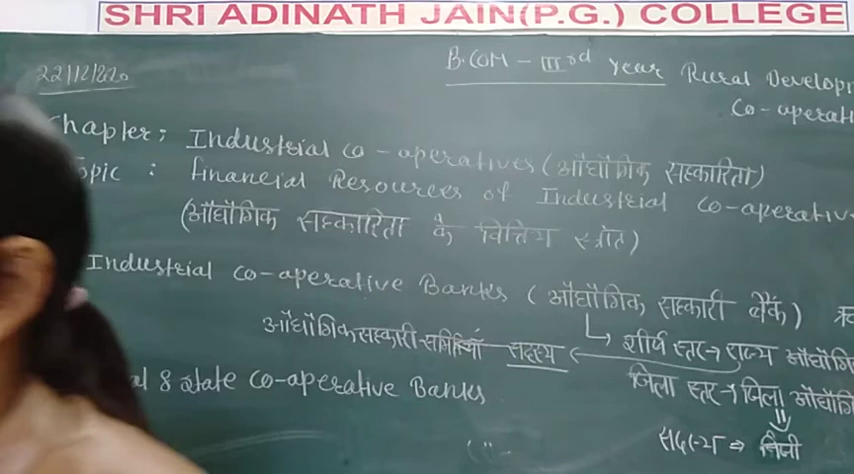 SHRI ADINATH JAIN(P.G.) COLLEGE
22/12/2020
B.COM - IIIrd Year Rural Develop
Co-operati
Chapter: Industrial Co-operatives (औद्यौगिक सहकारिता)
Topic : Financial Resources of Industrial Co-operative
(औद्यौगिक सहकारिता के वित्तिय स्त्रोत)
Industrial Co-operative Banks (औद्यौगिक सहकारी बैंक)
औद्यौगिक सहकारी समितियाँ सदस्य ← ↳ शीर्ष स्तर → राज्य औद्यौगि
जिला स्तर → जिला औद्यौगि
al & State Co-operative Banks
सदस्य ⇒ निजी